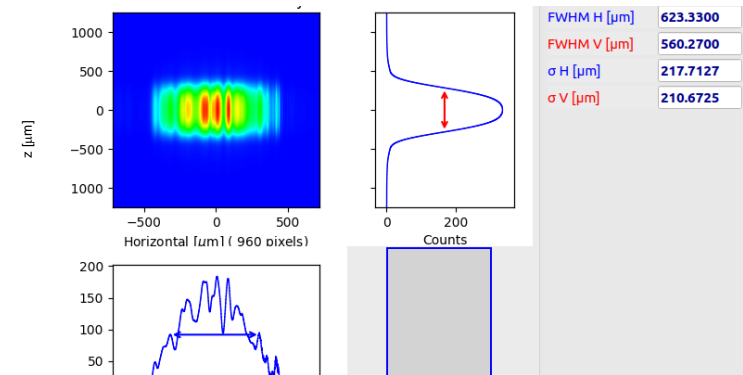 1000
500
0
−500
1000
z [µm]
−500 0 500
Horizontal [µm] ( 960 pixels)
0 200
Counts
FWHM H [µm] 623.3300
FWHM V [µm] 560.2700
σ H [µm] 217.7127
σ V [µm] 210.6725
200
150
100
50